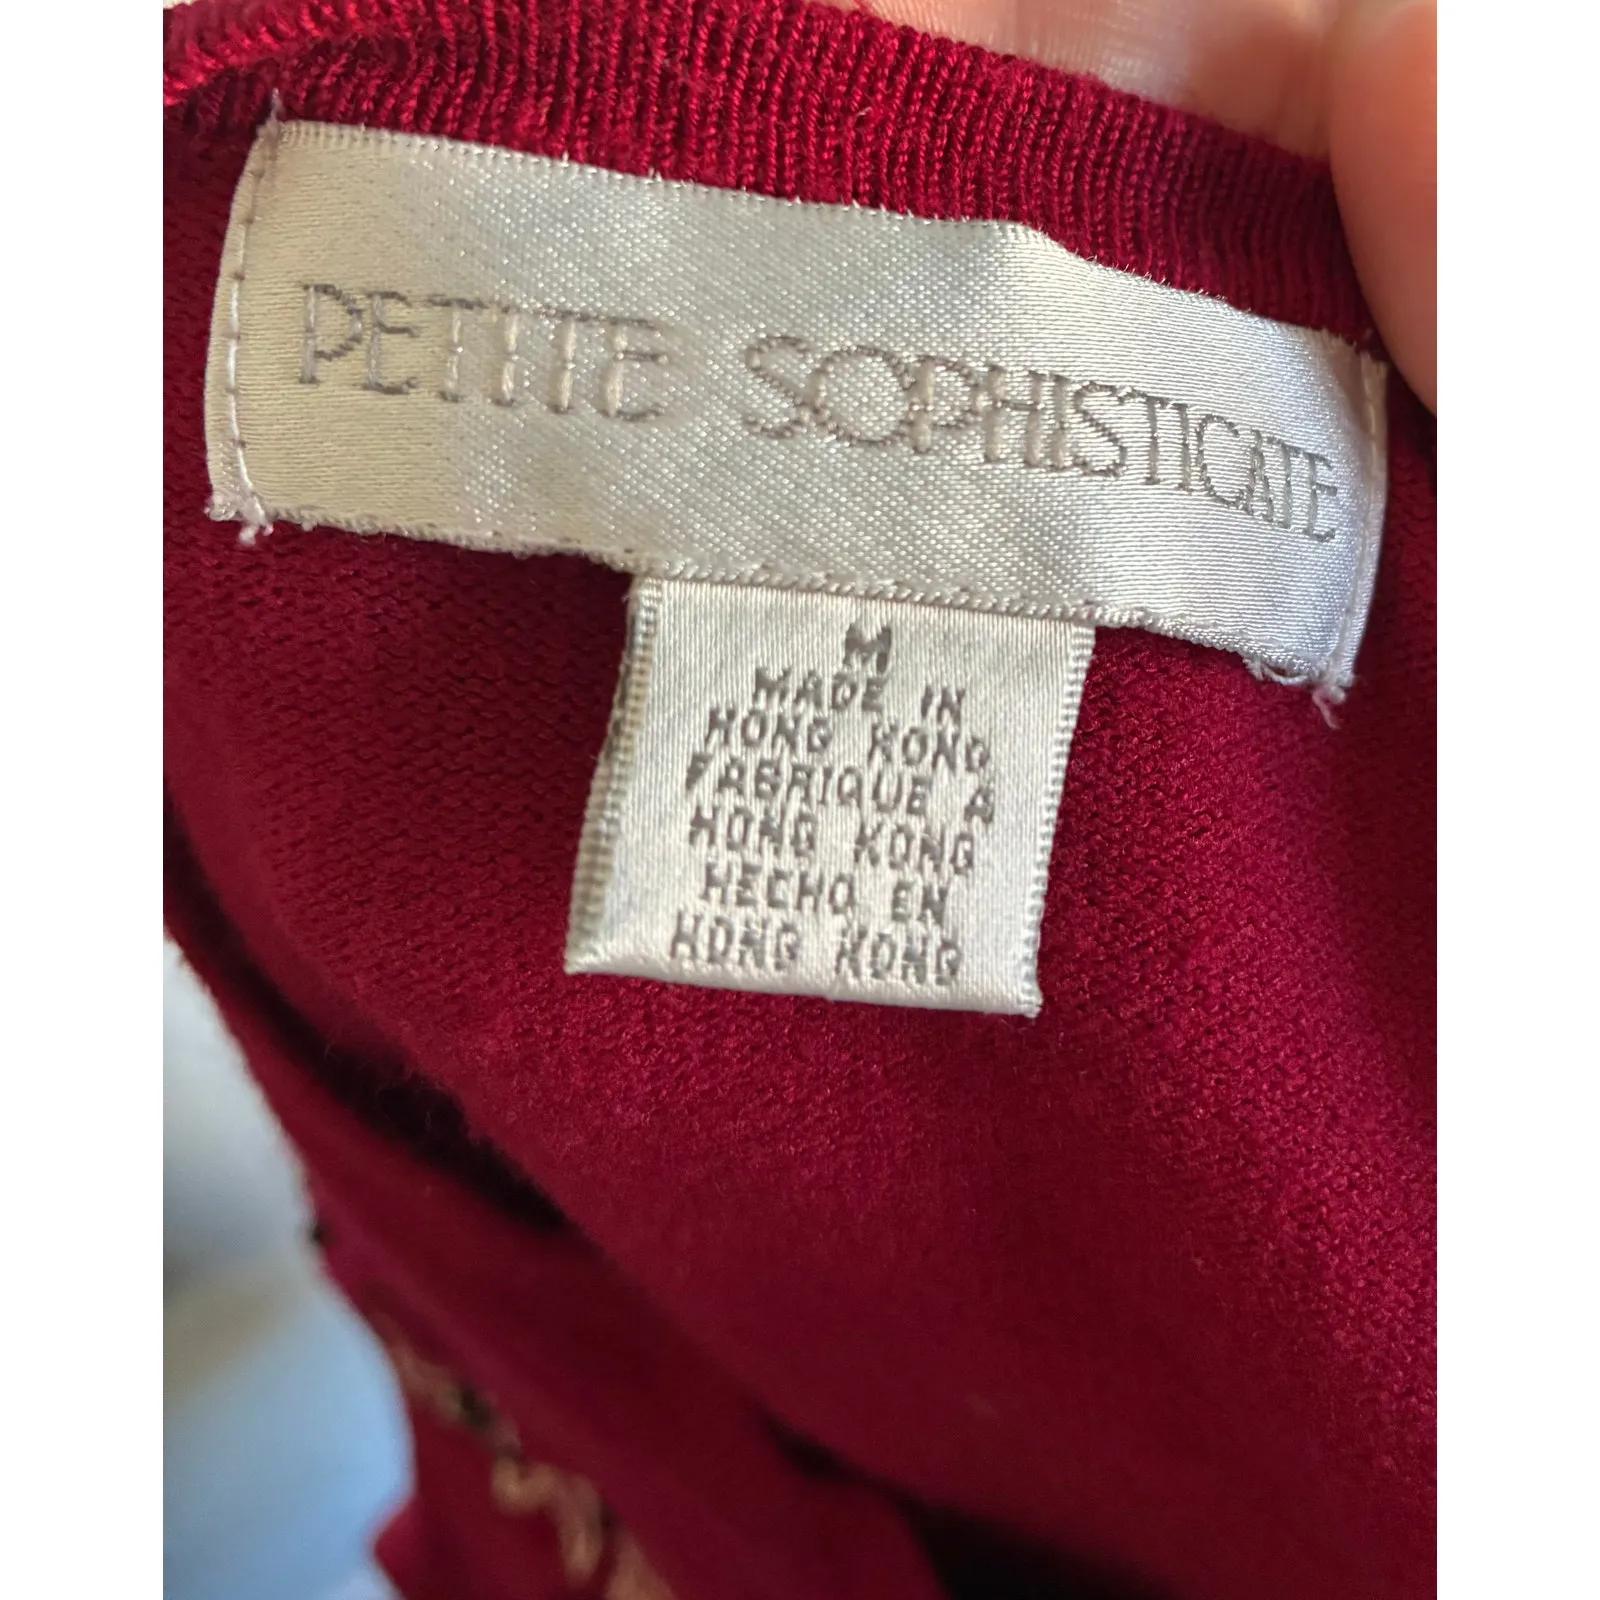 PETITE SOPHISTICATE
M
MADE IN
HONG KONG
FABRIQUE A
HONG KONG
HECHO EN
HONG KONG